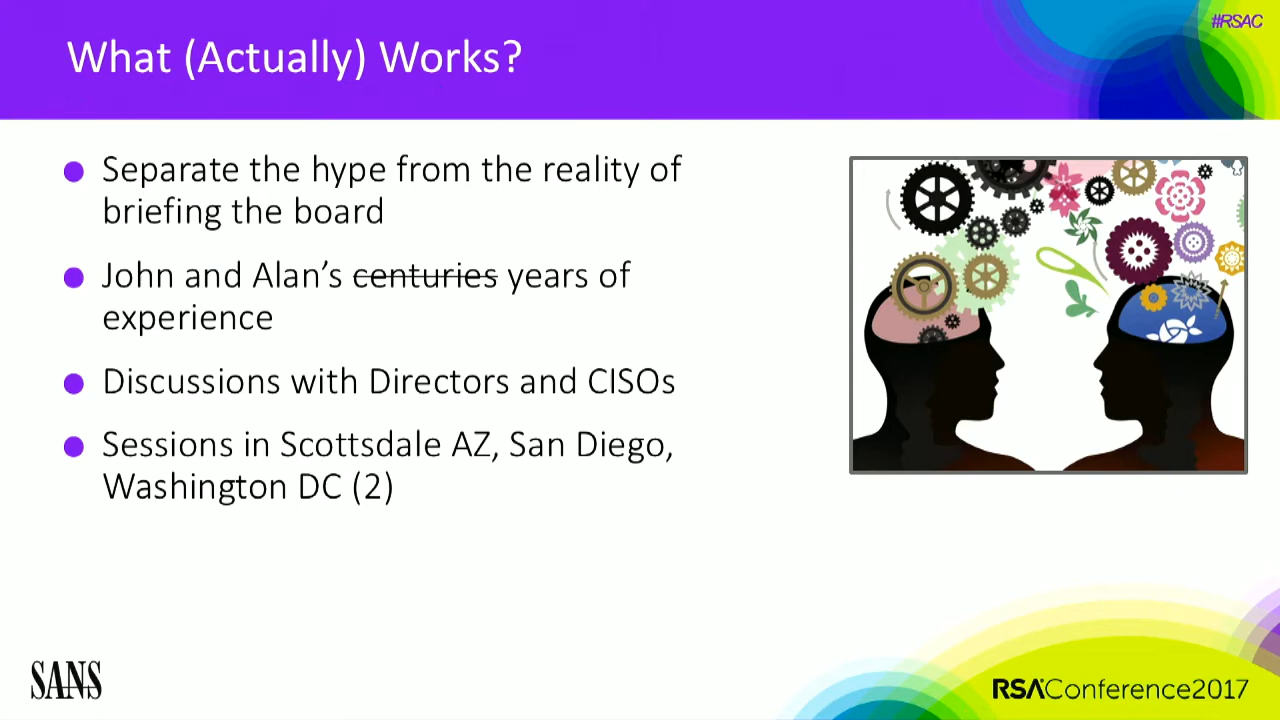 #RSAC
What (Actually) Works?
Separate the hype from the reality of
briefing the board
John and Alan’s centuries years of
experience
Discussions with Directors and CISOs
Sessions in Scottsdale AZ, San Diego,
Washington DC (2)
SANS
RSAConference2017